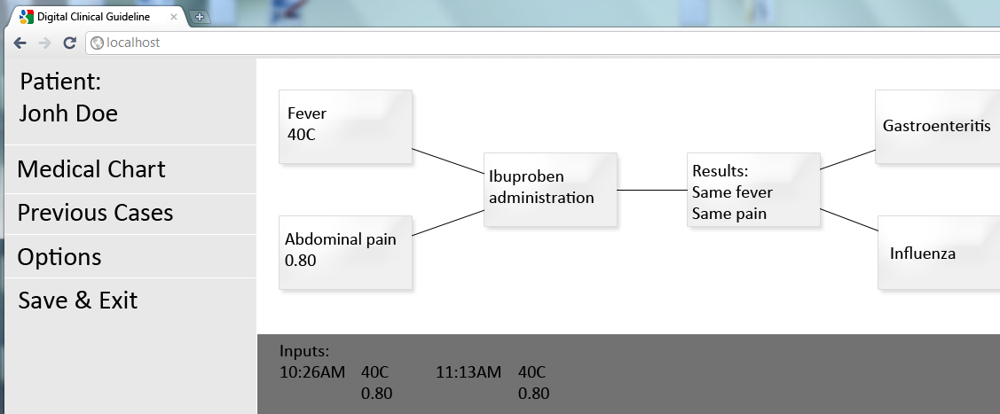 Digital Clinical Guideline
localhost
Patient:
Jonh Doe
Medical Chart
Previous Cases
Options
Save & Exit
Fever
40C
Abdominal pain
0.80
Ibuproben
administration
Results:
Same fever
Same pain
Gastroenteritis
Influenza
Inputs:
10:26AM 40C 11:13AM 40C
0.80 0.80